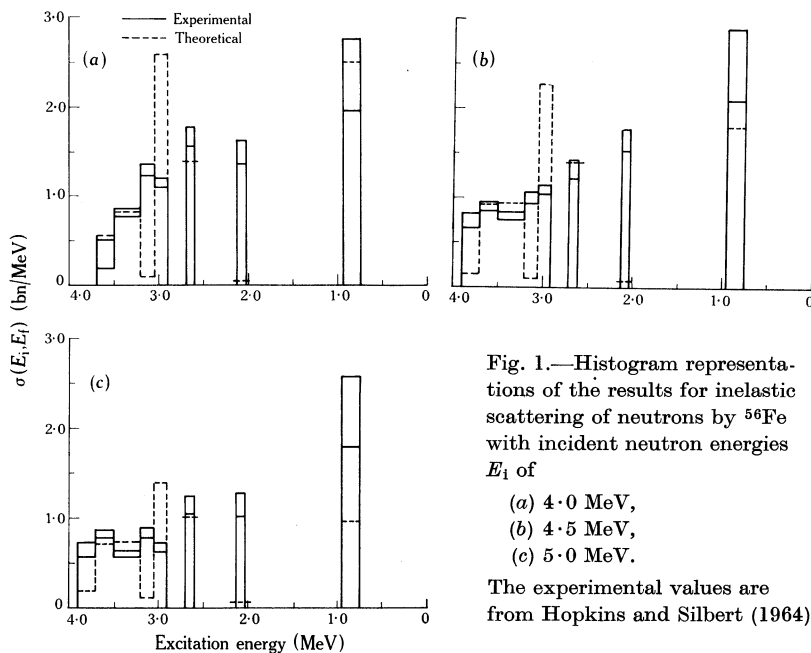 3·0
Experimental
Theoretical
(a)
(b)
2·0
1·0
0
4·0 3·0 2·0 1·0 0
4·0 3·0 2·0 1·0 0
σ(Ei,Ef) (bn/MeV)
3·0
(c)
2·0
1·0
0
4·0 3·0 2·0 1·0 0
Excitation energy (MeV)
Fig. 1.—Histogram representa-
tions of the results for inelastic
scattering of neutrons by ⁵⁶Fe
with incident neutron energies
Ei of
(a) 4·0 MeV,
(b) 4·5 MeV,
(c) 5·0 MeV.
The experimental values are
from Hopkins and Silbert (1964)